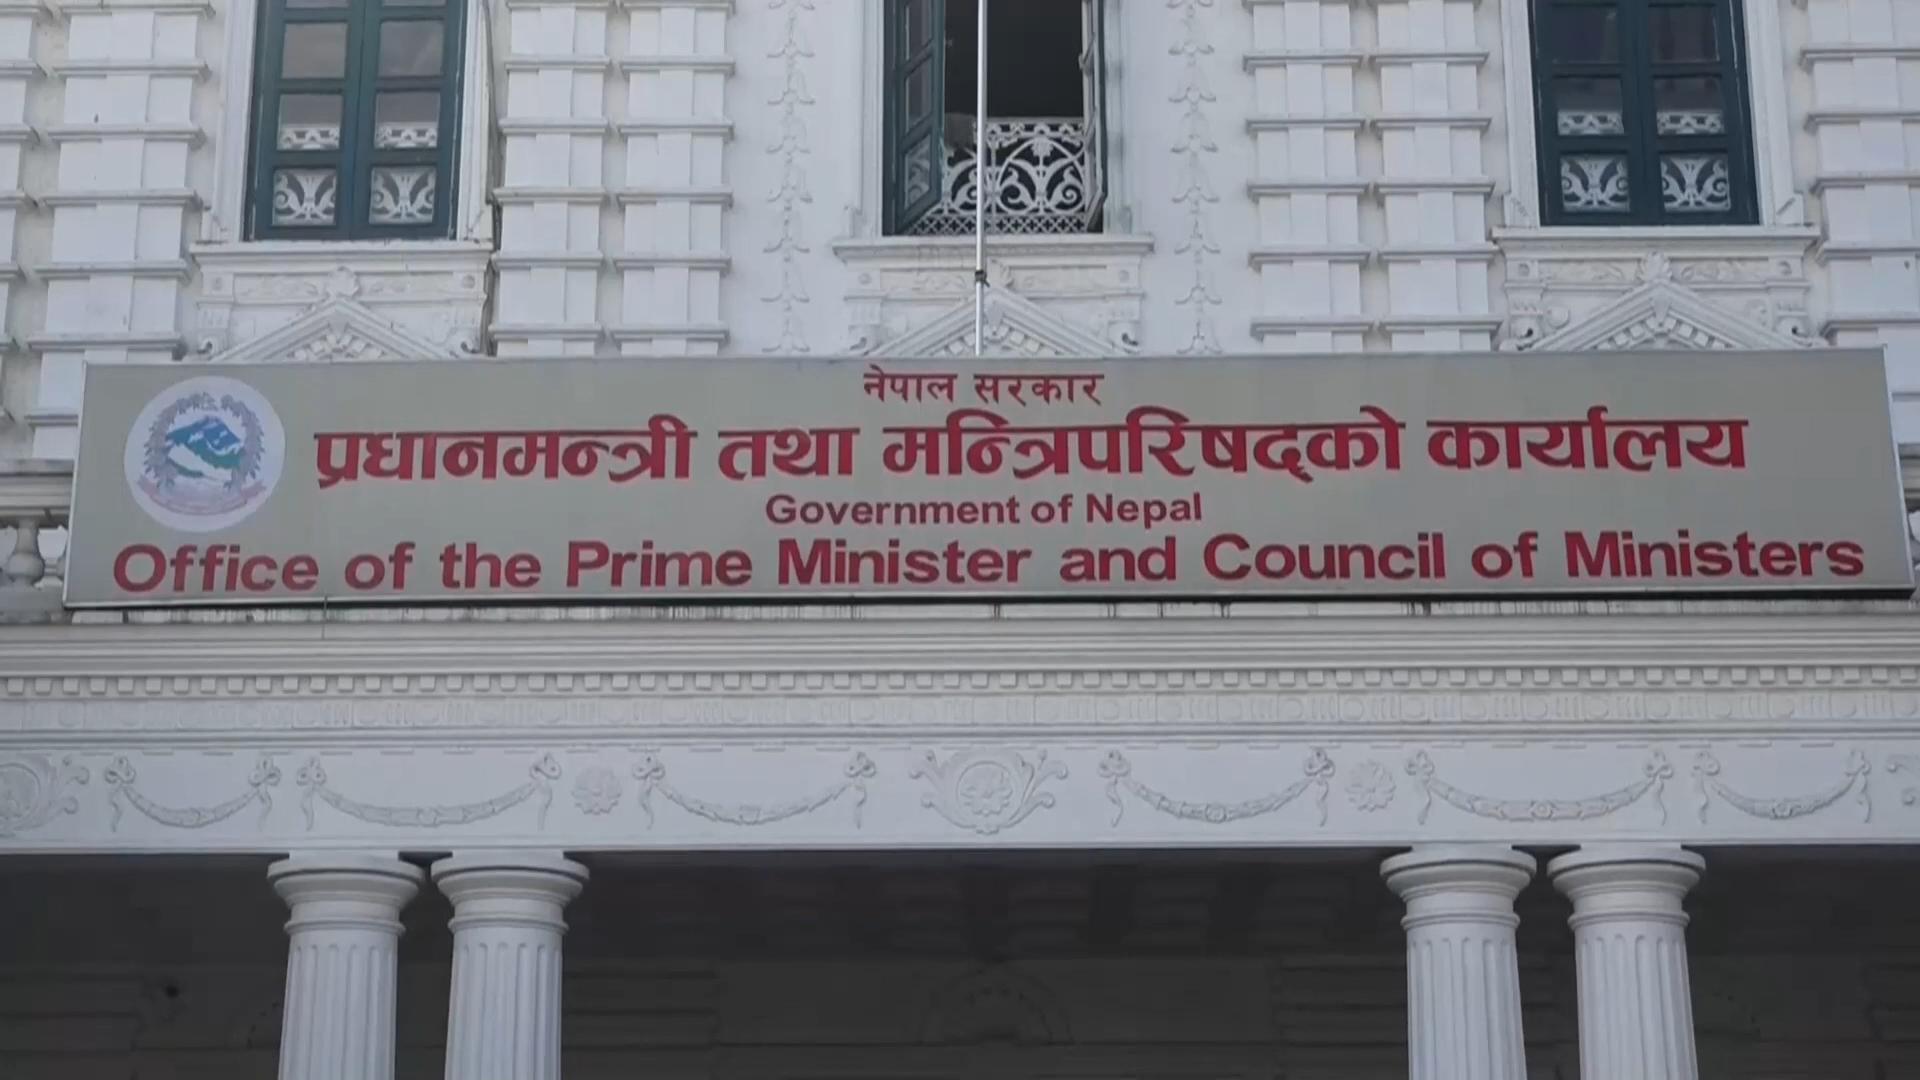 नेपाल सरकार
प्रधानमन्त्री तथा मन्त्रिपरिषद्को कार्यालय
Government of Nepal
Office of the Prime Minister and Council of Ministers